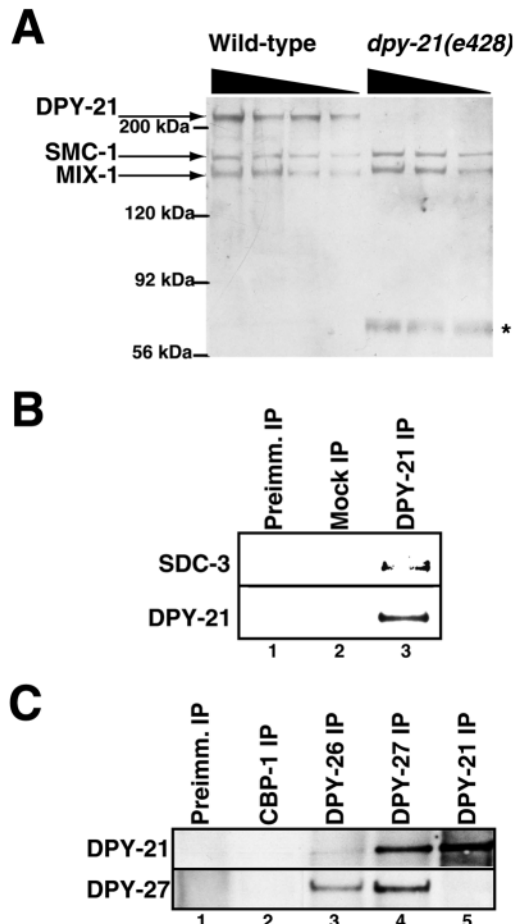 A
Wild-type dpy-21(e428)
DPY-21
200 kDa
SMC-1
MIX-1
120 kDa
92 kDa
*
56 kDa
B
Preimm. IP
Mock IP
DPY-21 IP
SDC-3
DPY-21
1 2 3
C
Preimm. IP
CBP-1 IP
DPY-26 IP
DPY-27 IP
DPY-21 IP
DPY-21
DPY-27
1 2 3 4 5